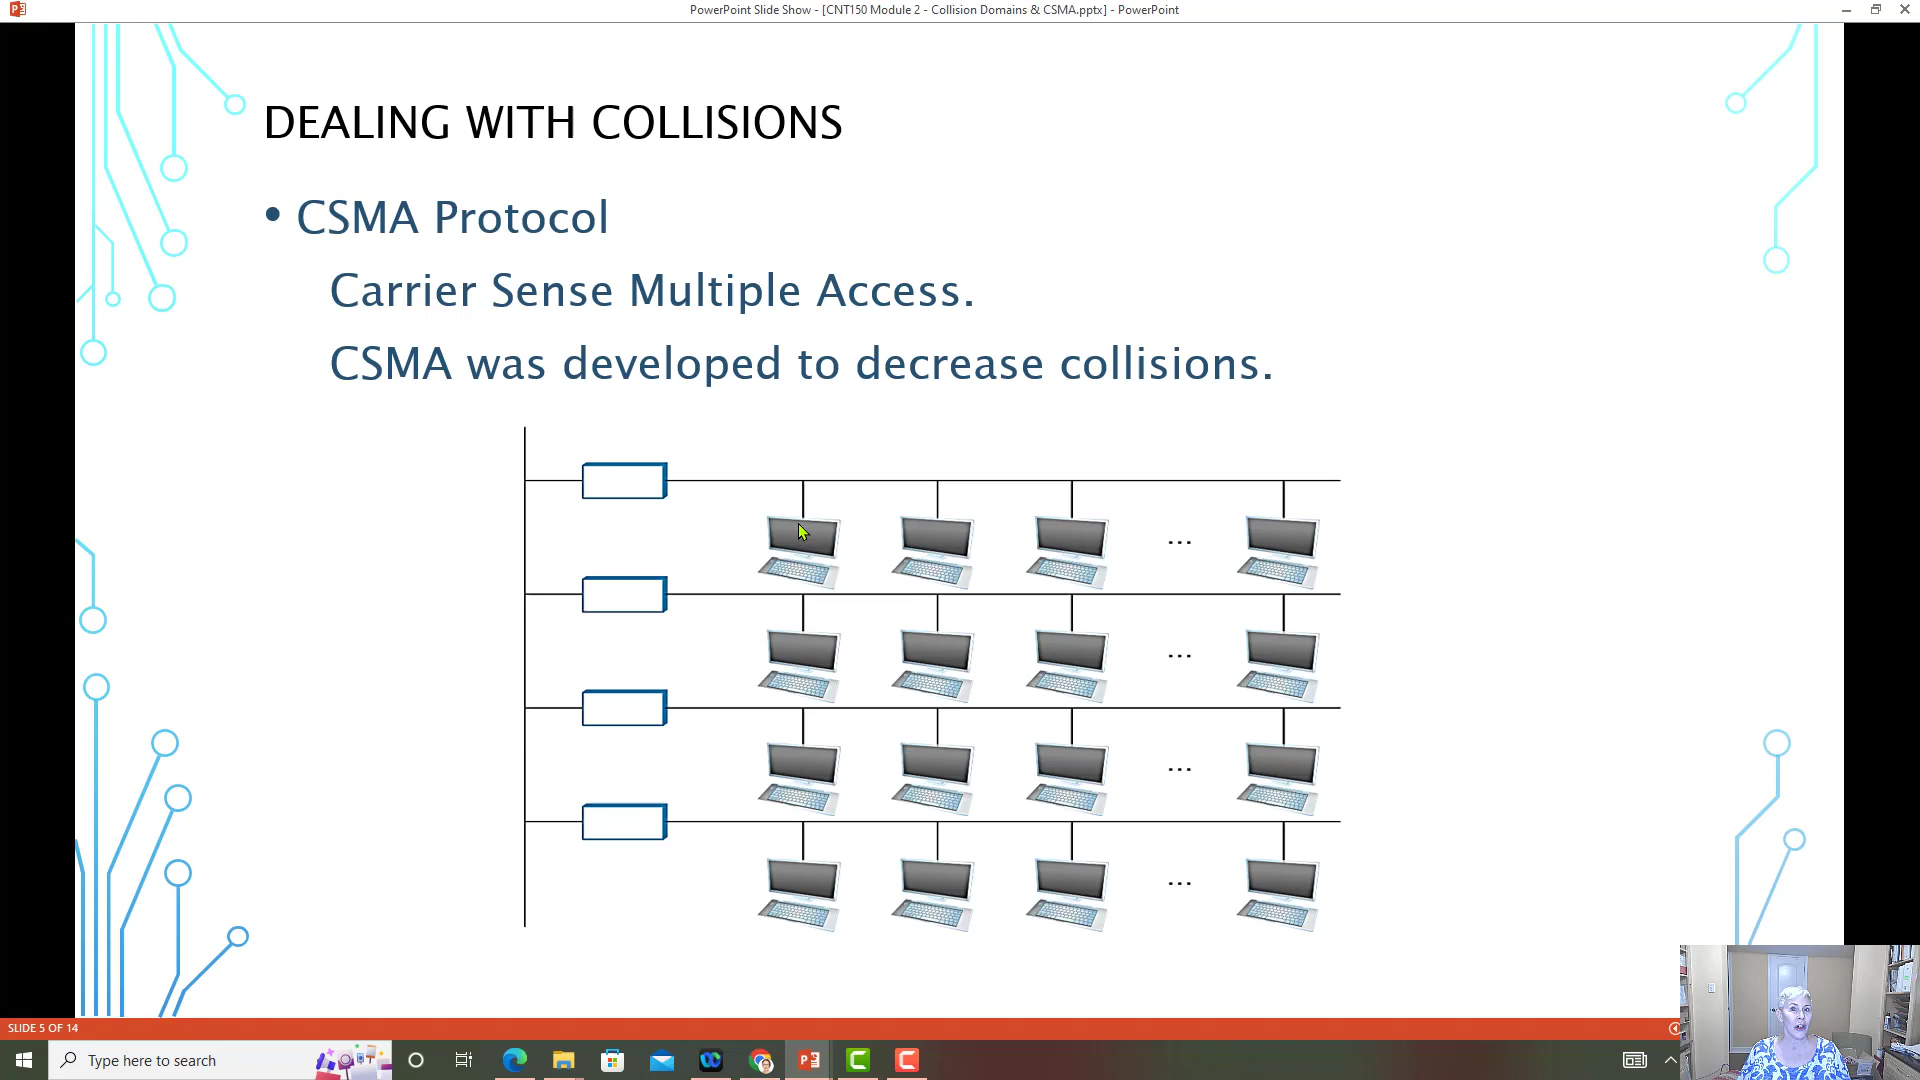 PowerPoint Slide Show - [CNT150 Module 2 - Collision Domains & CSMA.pptx] - PowerPoint
DEALING WITH COLLISIONS
• CSMA Protocol
Carrier Sense Multiple Access.
CSMA was developed to decrease collisions.
...
...
...
...
SLIDE 5 OF 14
Type here to search